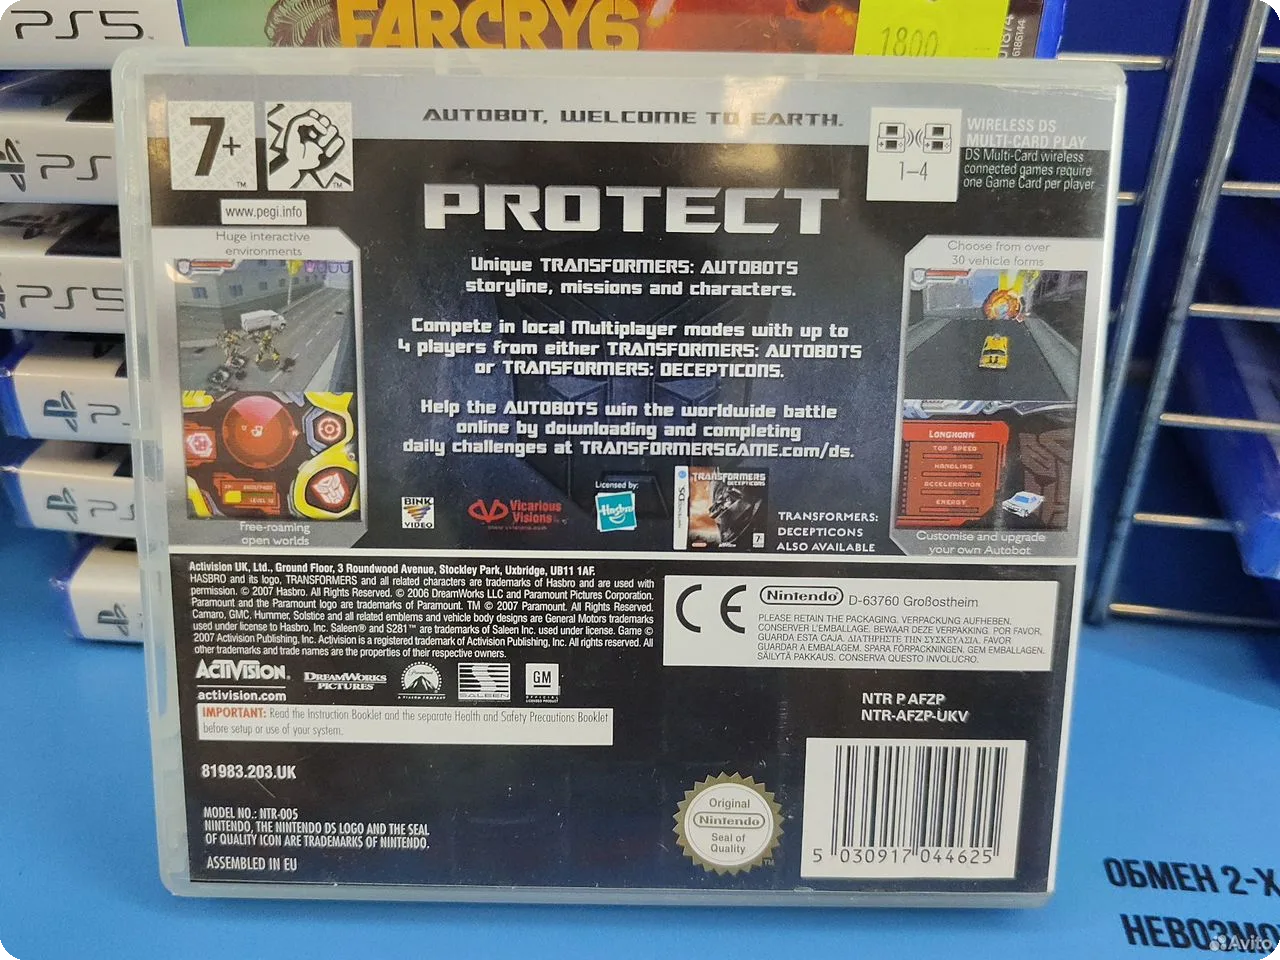 PS5
FARCRY6
1800
PS5
PS5
7+
www.pegi.info
AUTOBOT, WELCOME TO EARTH.
PROTECT
1-4
WIRELESS DS
MULTI-CARD PLAY
DS Multi-Card wireless
connected games require
one Game Card per player
Huge interactive
environments
Free-roaming
open worlds
Unique TRANSFORMERS: AUTOBOTS
storyline, missions and characters.
Compete in local Multiplayer modes with up to
4 players from either TRANSFORMERS: AUTOBOTS
or TRANSFORMERS: DECEPTICONS.
Help the AUTOBOTS win the worldwide battle
online by downloading and completing
daily challenges at TRANSFORMERSGAME.com/ds.
Choose from over
30 vehicle forms
LONGHORN
TOP SPEED
HANDLING
ACCELERATION
ENERGY
Customise and upgrade
your own Autobot
BINK
VIDEO
Vicarious
Visions
Licensed by:
Hasbro
TRANSFORMERS
DECEPTICONS
TRANSFORMERS:
DECEPTICONS
ALSO AVAILABLE
Activision UK, Ltd., Ground Floor, 3 Roundwood Avenue, Stockley Park, Uxbridge, UB11 1AF.
HASBRO and its logo, TRANSFORMERS and all related characters are trademarks of Hasbro and are used with
permission. © 2007 Hasbro. All Rights Reserved. © 2006 DreamWorks LLC and Paramount Pictures Corporation.
Paramount and the Paramount logo are trademarks of Paramount. TM © 2007 Paramount. All Rights Reserved.
Camaro, GMC, Hummer, Solstice and all related emblems and vehicle body designs are General Motors trademarks
used under license to Hasbro, Inc. Saleen® and S281™ are trademarks of Saleen Inc. used under license. Game ©
2007 Activision Publishing, Inc. Activision is a registered trademark of Activision Publishing, Inc. All rights reserved. All
other trademarks and trade names are the properties of their respective owners.
ACTIVISION.
activision.com
DREAMWORKS
PICTURES
Paramount
SALEEN
GM
OFFICIAL
LICENSED PRODUCT
IMPORTANT: Read the Instruction Booklet and the separate Health and Safety Precautions Booklet
before setup or use of your system.
CE
Nintendo D-63760 Großostheim
PLEASE RETAIN THE PACKAGING. VERPACKUNG AUFHEBEN.
CONSERVER L'EMBALLAGE. BEWAAR DEZE VERPAKKING. POR FAVOR,
GUARDA ESTA CAJA. ΔΙΑΤΗΡΗΣΤΕ ΤΗΝ ΣΥΣΚΕΥΑΣΙΑ. FAVOR
GUARDAR A EMBALAGEM. SPARA FÖRPACKNINGEN. GEM EMBALLAGEN.
SÄILYTÄ PAKKAUS. CONSERVA QUESTO INVOLUCRO.
NTR P AFZP
NTR-AFZP-UKV
81983.203.UK
MODEL NO.: NTR-005
NINTENDO, THE NINTENDO DS LOGO AND THE SEAL
OF QUALITY ICON ARE TRADEMARKS OF NINTENDO.
ASSEMBLED IN EU
Original
Nintendo
Seal of
Quality
5 030917 044625
ОБМЕН 2-Х
НЕВОЗМО
Avito